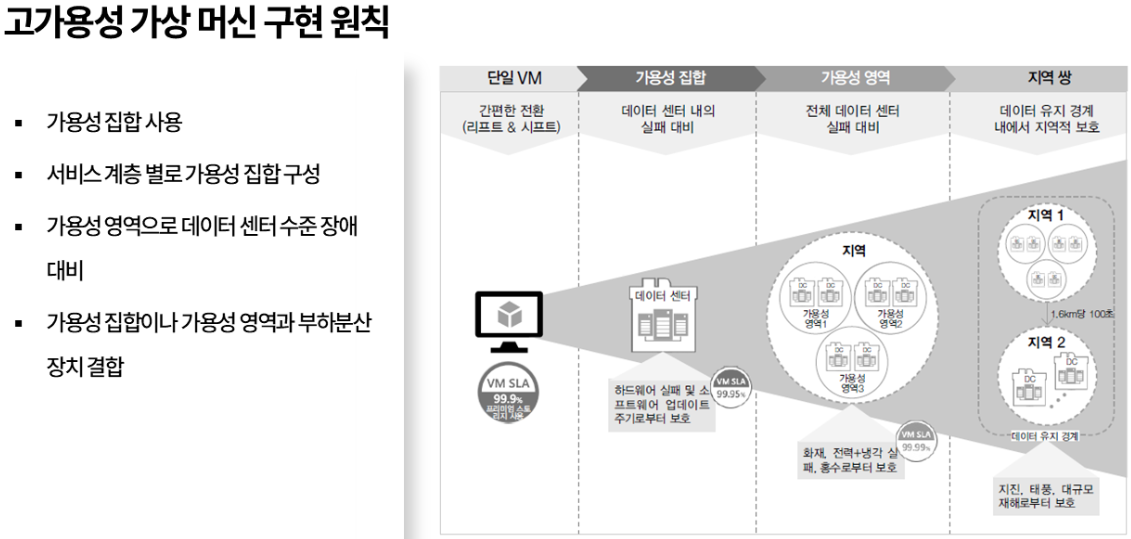 고가용성 가상 머신 구현 원칙
▪ 가용성 집합 사용
▪ 서비스 계층 별로 가용성 집합 구성
▪ 가용성 영역으로 데이터 센터 수준 장애
대비
▪ 가용성 집합이나 가용성 영역과 부하분산
장치 결합
단일 VM
간편한 전환
(리프트 & 시프트)
VM SLA
99.9%
프리미엄 스토
리지 사용
가용성 집합
데이터 센터 내의
실패 대비
데이터 센터
하드웨어 실패 및 소
프트웨어 업데이트
주기로부터 보호
VM SLA
99.95%
가용성 영역
전체 데이터 센터
실패 대비
지역
DC DC
가용성
영역1
DC DC
가용성
영역2
DC DC
가용성
영역3
화재, 전력+냉각 실
패, 홍수로부터 보호
VM SLA
99.99%
지역 쌍
데이터 유지 경계
내에서 지역적 보호
지역 1
1.6km당 100초
지역 2
DC
DC
데이터 유지 경계
지진, 태풍, 대규모
재해로부터 보호